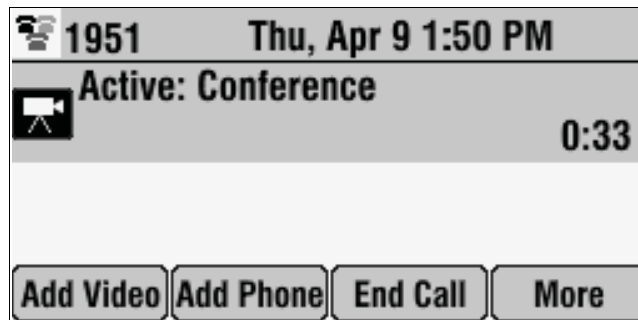 1951 Thu, Apr 9 1:50 PM
Active: Conference
0:33
Add Video Add Phone End Call More